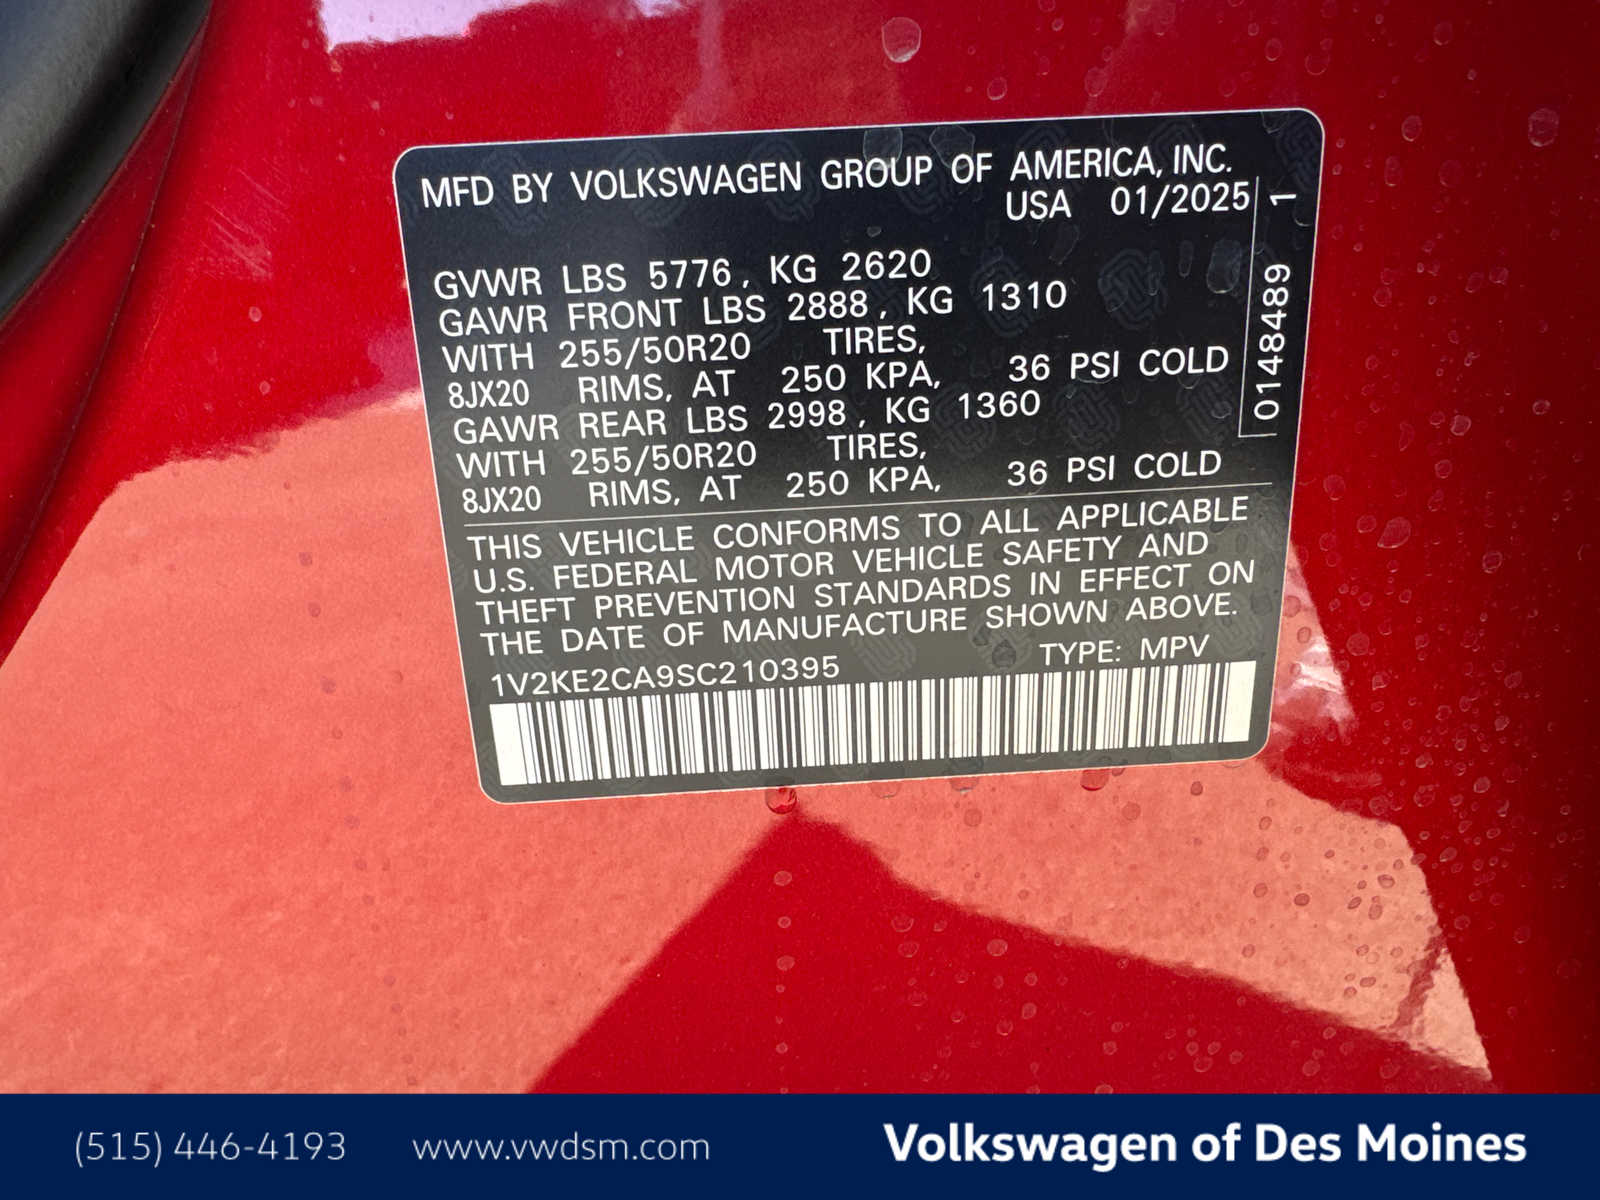 MFD BY VOLKSWAGEN GROUP OF AMERICA, INC.
USA 01/2025
GVWR LBS 5776, KG 2620
GAWR FRONT LBS 2888, KG 1310
WITH 255/50R20 TIRES,
8JX20 RIMS, AT 250 KPA, 36 PSI COLD
GAWR REAR LBS 2998, KG 1360
WITH 255/50R20 TIRES,
8JX20 RIMS, AT 250 KPA, 36 PSI COLD
0148489 1
THIS VEHICLE CONFORMS TO ALL APPLICABLE
U.S. FEDERAL MOTOR VEHICLE SAFETY AND
THEFT PREVENTION STANDARDS IN EFFECT ON
THE DATE OF MANUFACTURE SHOWN ABOVE.
1V2KE2CA9SC210395 TYPE: MPV
(515) 446-4193 www.vwdsm.com Volkswagen of Des Moines